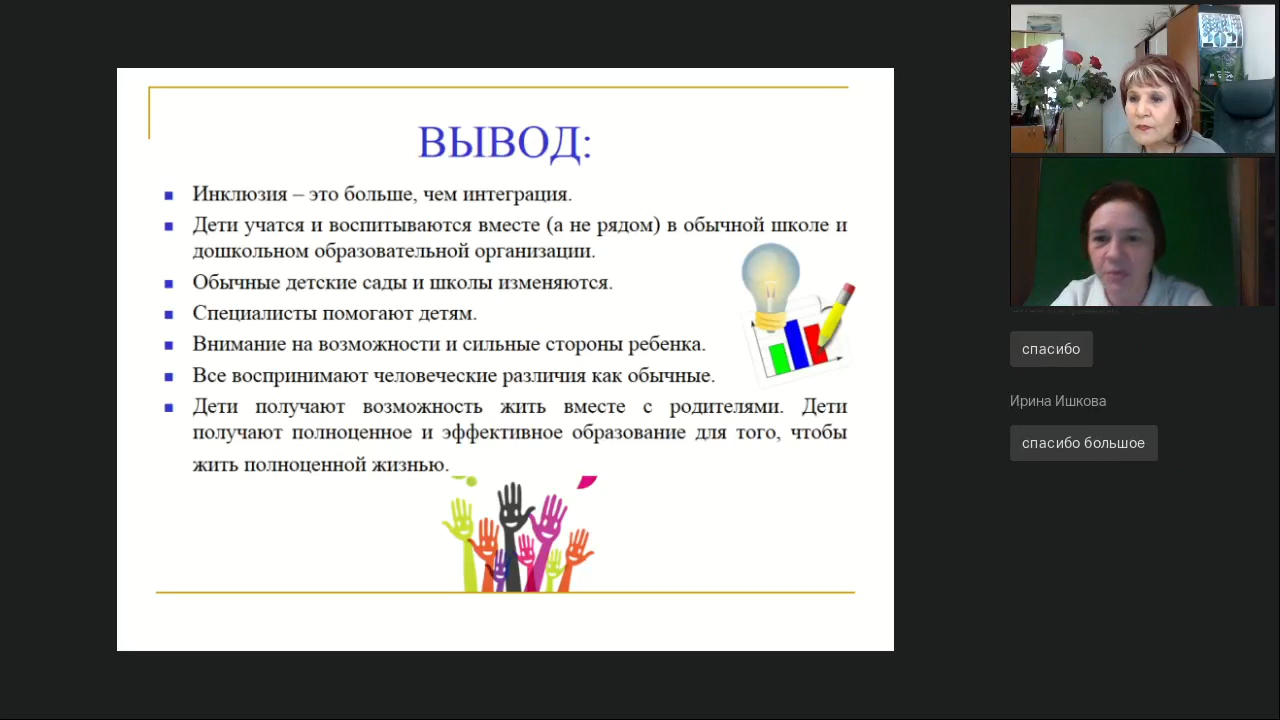 ВЫВОД:
Инклюзия – это больше, чем интеграция.
Дети учатся и воспитываются вместе (а не рядом) в обычной школе и
дошкольном образовательной организации.
Обычные детские сады и школы изменяются.
Специалисты помогают детям.
Внимание на возможности и сильные стороны ребенка.
Все воспринимают человеческие различия как обычные.
Дети получают возможность жить вместе с родителями. Дети
получают полноценное и эффективное образование для того, чтобы
жить полноценной жизнью.
спасибо
Ирина Ишкова
спасибо большое